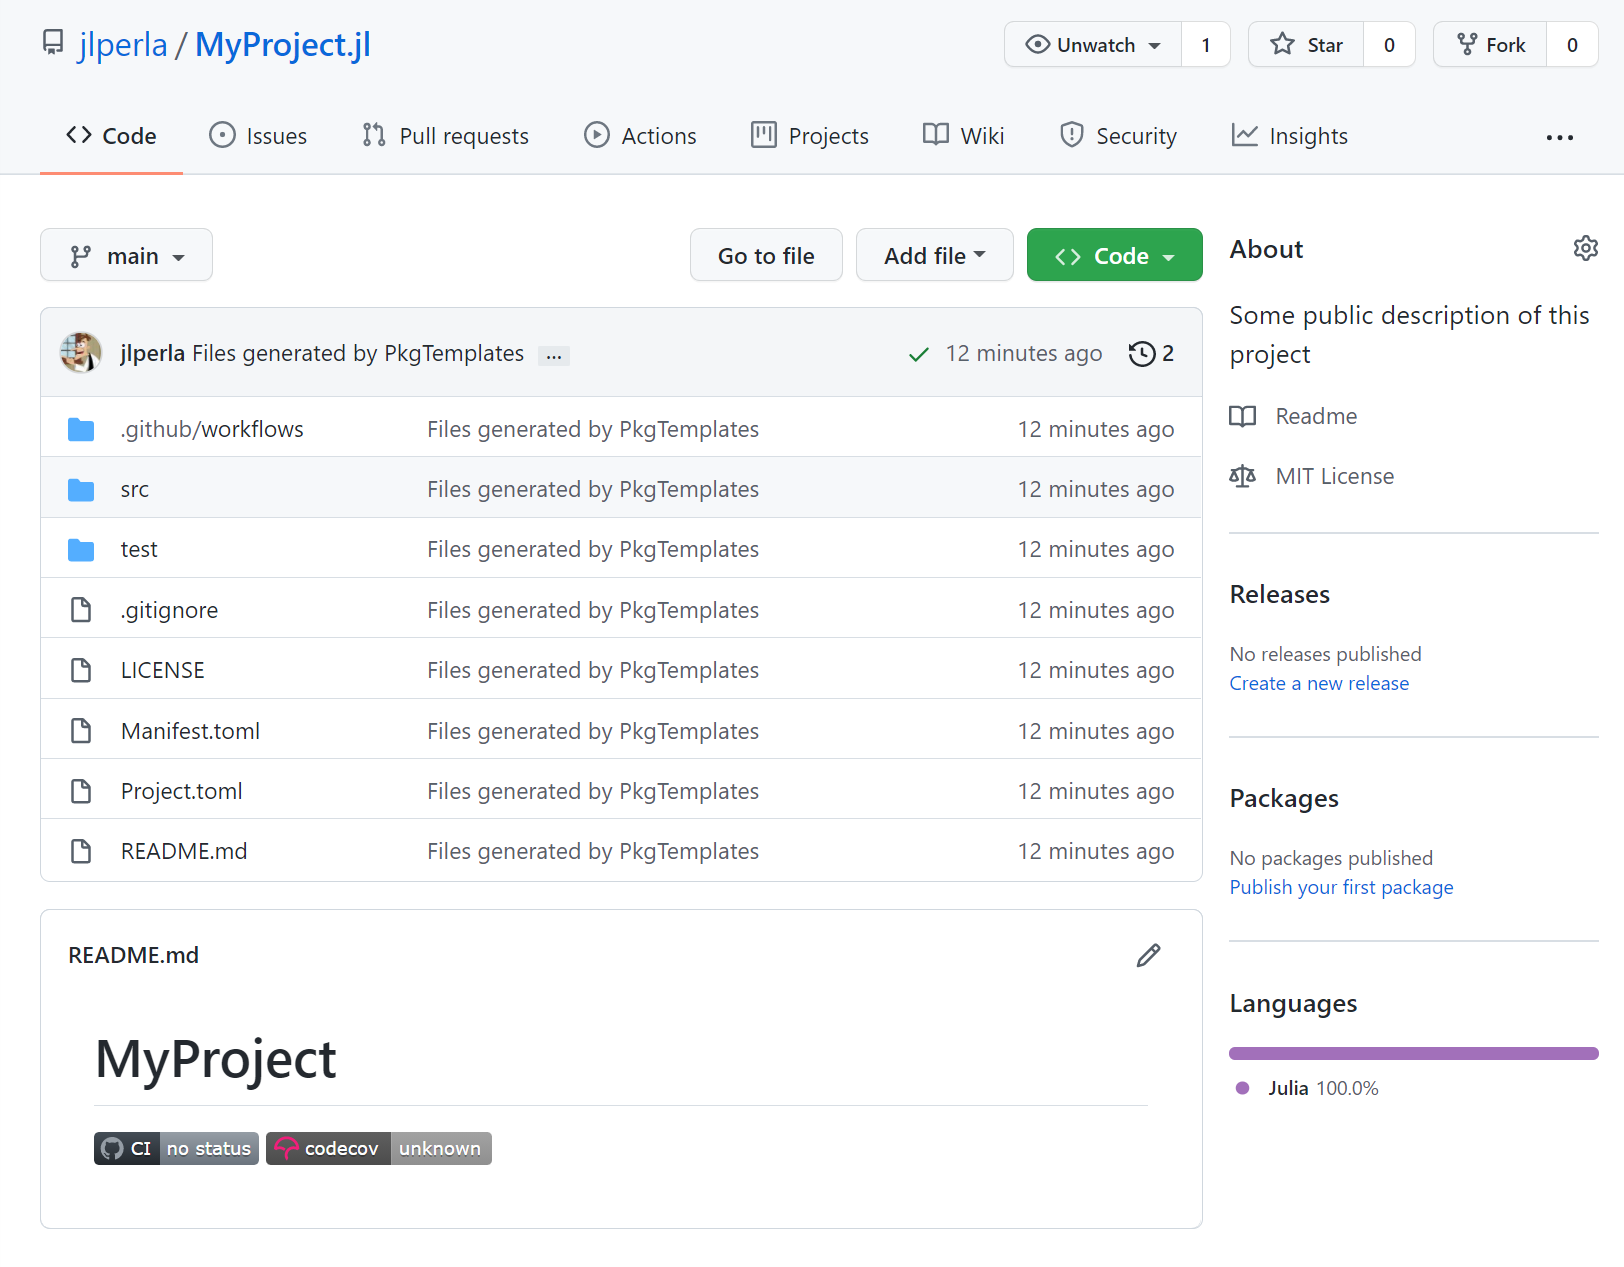 jlperla / MyProject.jl
Unwatch 1 Star 0 Fork 0
Code Issues Pull requests Actions Projects Wiki Security Insights ...
main Go to file Add file Code
jlperla Files generated by PkgTemplates ... 12 minutes ago 2
.github/workflows Files generated by PkgTemplates 12 minutes ago
src Files generated by PkgTemplates 12 minutes ago
test Files generated by PkgTemplates 12 minutes ago
.gitignore Files generated by PkgTemplates 12 minutes ago
LICENSE Files generated by PkgTemplates 12 minutes ago
Manifest.toml Files generated by PkgTemplates 12 minutes ago
Project.toml Files generated by PkgTemplates 12 minutes ago
README.md Files generated by PkgTemplates 12 minutes ago
README.md
MyProject
CI no status codecov unknown
About
Some public description of this
project
Readme
MIT License
Releases
No releases published
Create a new release
Packages
No packages published
Publish your first package
Languages
Julia 100.0%